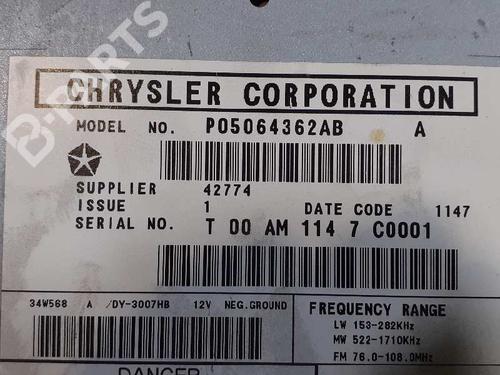 B-PARTS
CHRYSLER CORPORATION
MODEL NO. P05064362AB A
SUPPLIER 42774
ISSUE 1 DATE CODE 1147
SERIAL NO. T 00 AM 114 7 C0001
34W568 A /DY-3007HB 12V NEG.GROUND
FREQUENCY RANGE
LW 153-282KHz
MW 522-1710KHz
FM 76.0-108.0MHz
DANGER